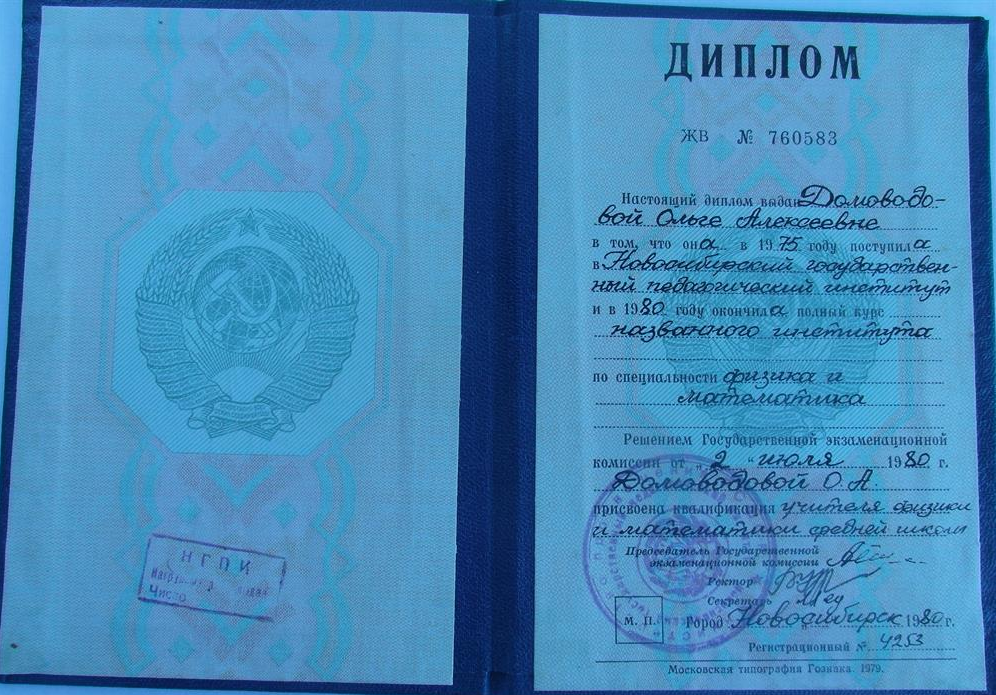 НГПК
Число
ДИПЛОМ
ЖВ № 760583
Настоящий диплом выдан Домоводо-
вой Ольге Алексеевне
в том, что она в 1975 году поступила
в Новосибирский государствен-
ный педагогический институт
и в 1980 году окончила полный курс
названного института
по специальности физика и
математика
Решением Государственной экзаменационной
комиссии от „2“ июля 1980 г.
Домоводовой О. А.
присвоена квалификация учителя физики
и математики средней школы
Председатель Государственной
экзаменационной комиссии
Ректор
Секретарь
М. П. Город Новосибирск 1980 г.
Регистрационный № 4253
Московская типография Гознака. 1979.